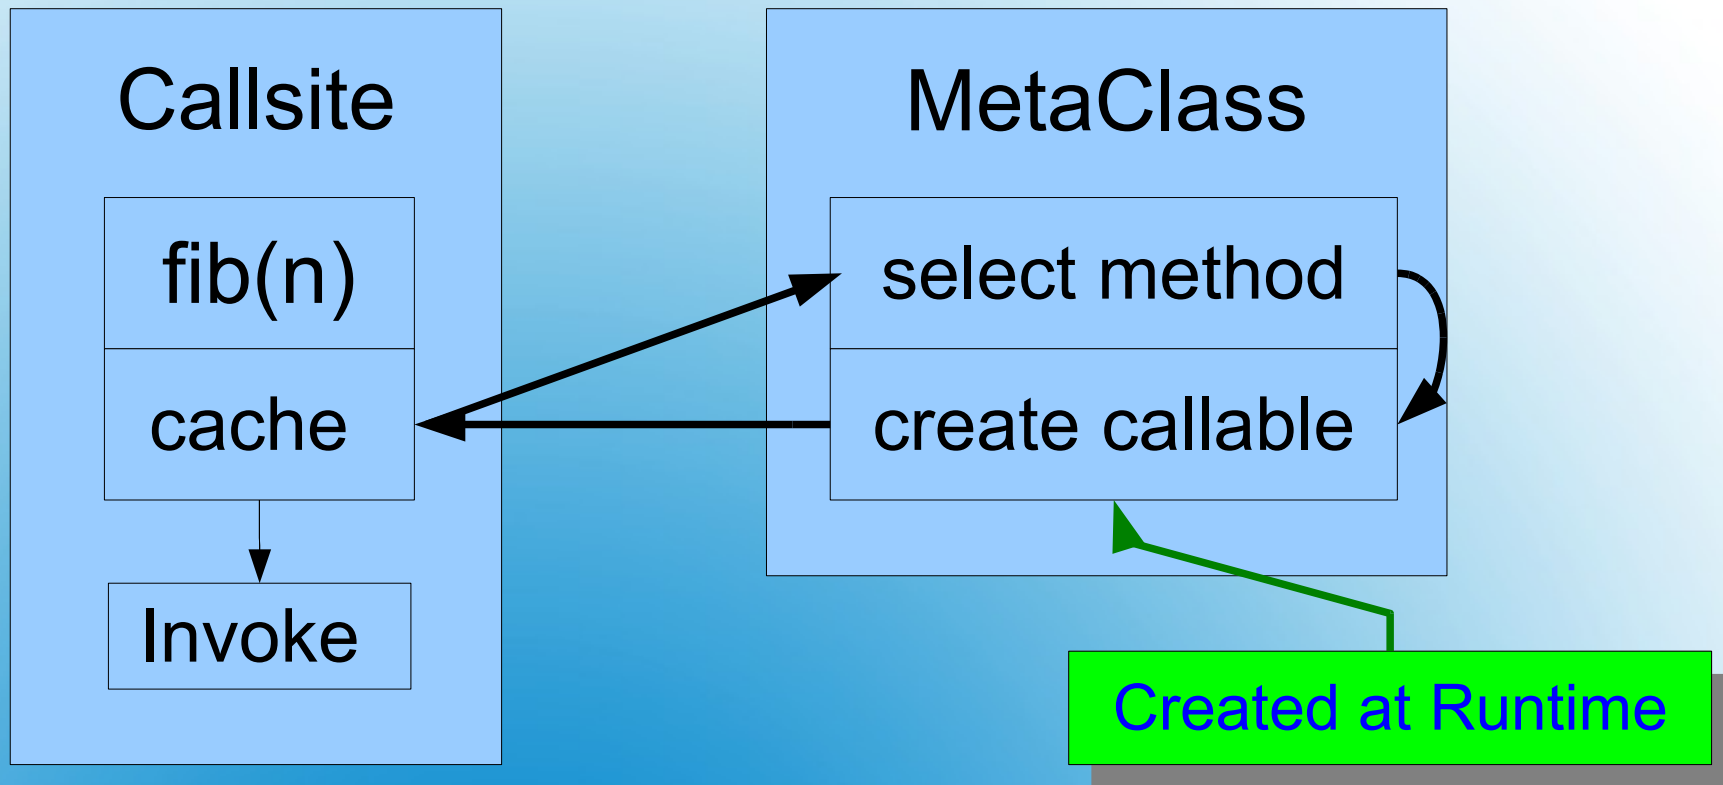 Callsite
fib(n)
cache
Invoke
MetaClass
select method
create callable
Created at Runtime